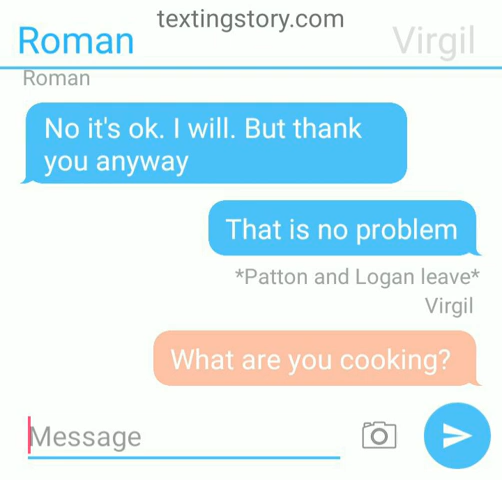 textingstory.com
Roman
Virgil
Roman
No it's ok. I will. But thank
you anyway
That is no problem
*Patton and Logan leave*
Virgil
What are you cooking?
Message